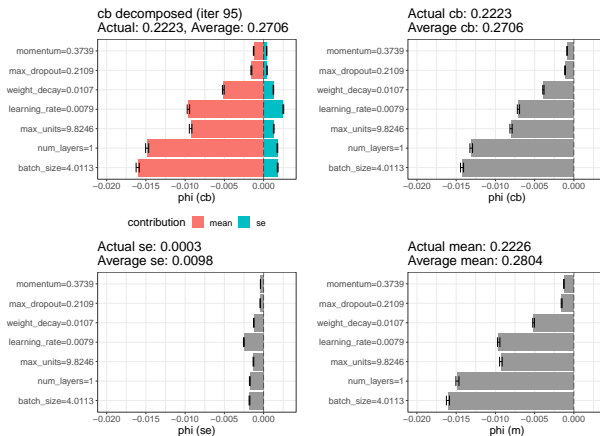 cb decomposed (iter 95)
Actual: 0.2223, Average: 0.2706
momentum=0.3739
max_dropout=0.2109
weight_decay=0.0107
learning_rate=0.0079
max_units=9.8246
num_layers=1
batch_size=4.0113
−0.020 −0.015 −0.010 −0.005 0.000
phi (cb)
contribution mean se
Actual cb: 0.2223
Average cb: 0.2706
momentum=0.3739
max_dropout=0.2109
weight_decay=0.0107
learning_rate=0.0079
max_units=9.8246
num_layers=1
batch_size=4.0113
−0.020 −0.015 −0.010 −0.005 0.000
phi (cb)
Actual se: 0.0003
Average se: 0.0098
momentum=0.3739
max_dropout=0.2109
weight_decay=0.0107
learning_rate=0.0079
max_units=9.8246
num_layers=1
batch_size=4.0113
−0.020 −0.015 −0.010 −0.005 0.000
phi (se)
Actual mean: 0.2226
Average mean: 0.2804
momentum=0.3739
max_dropout=0.2109
weight_decay=0.0107
learning_rate=0.0079
max_units=9.8246
num_layers=1
batch_size=4.0113
−0.020 −0.015 −0.010 −0.005 0.000
phi (m)